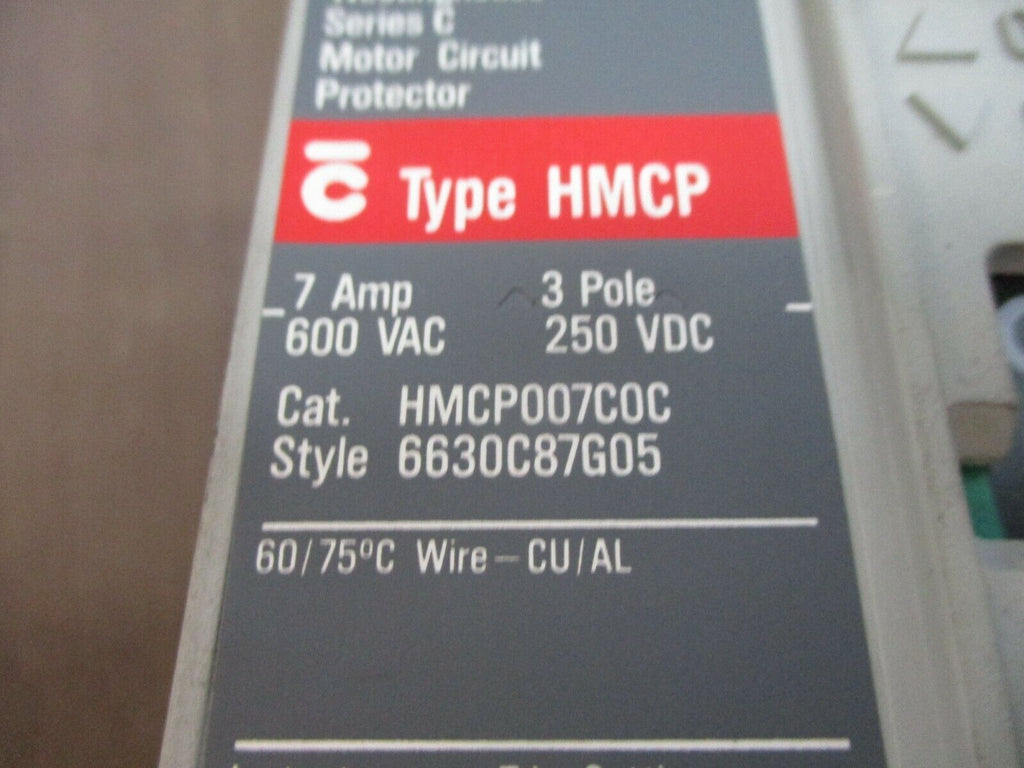 Series C
Motor Circuit
Protector
Type HMCP
7 Amp 3 Pole
600 VAC 250 VDC
Cat. HMCP007C0C
Style 6630C87G05
60/75ºC Wire – CU/AL